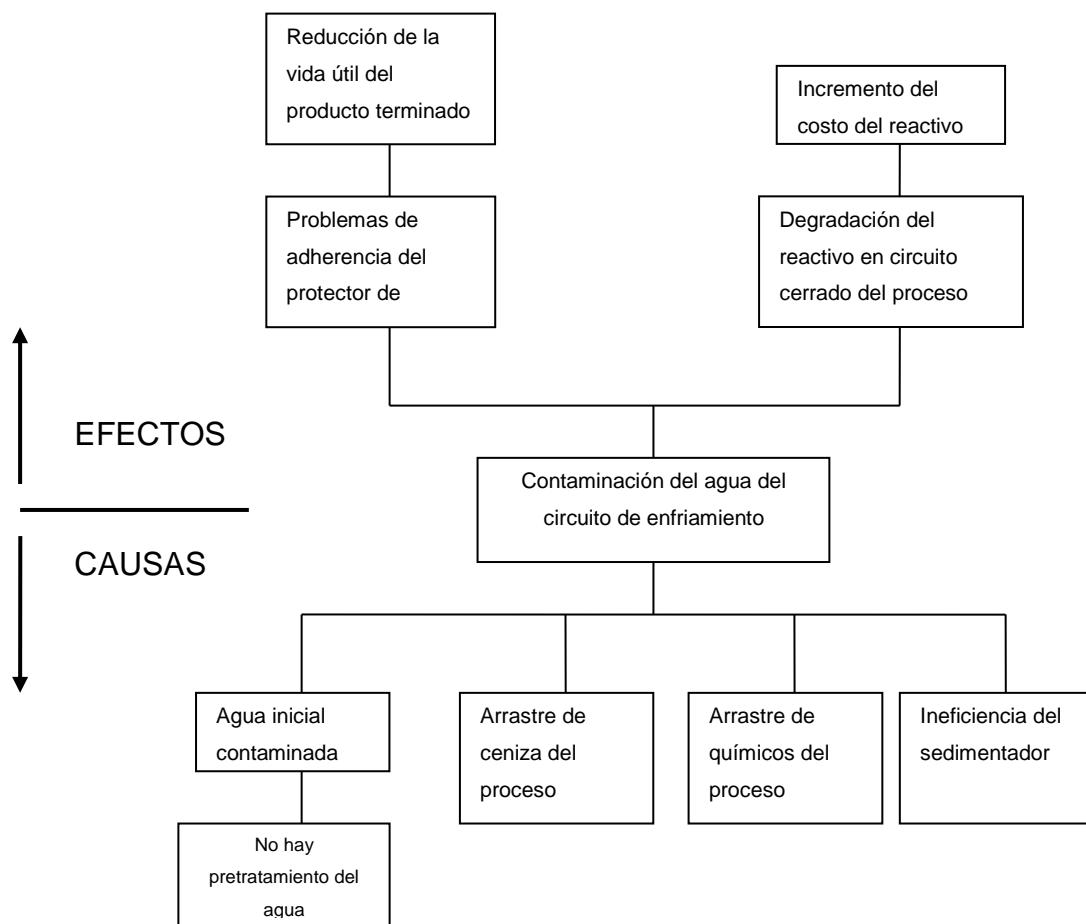 Reducción de la
vida útil del
producto terminado
Incremento del
costo del reactivo
Problemas de
adherencia del
protector de
Degradación del
reactivo en circuito
cerrado del proceso
EFECTOS
Contaminación del agua del
circuito de enfriamiento
CAUSAS
Agua inicial
contaminada
Arrastre de
ceniza del
proceso
Arrastre de
químicos del
proceso
Ineficiencia del
sedimentador
No hay
pretratamiento del
agua